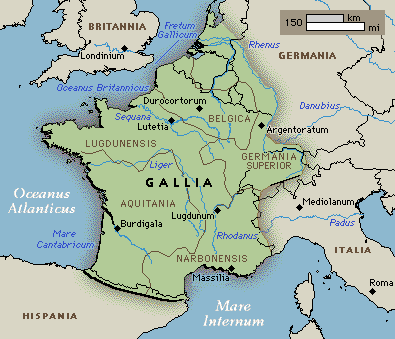 150
km
mi
BRITANNIA
Londinium
Fretum
Gallicum
Rhenus
GERMANIA
Oceanus Britannicus
Durocortorum
Sequana
Lutetia
BELGICA
Danubius
Argentoratum
LUGDUNENSIS
Liger
GERMANIA
SUPERIOR
GALLIA
Oceanus
Atlanticus
AQUITANIA
Lugdunum
Mediolanum
Burdigala
Padus
Mare
Cantabricum
Rhodanus
ITALIA
NARBONENSIS
Massilia
Roma
Mare
Internum
HISPANIA